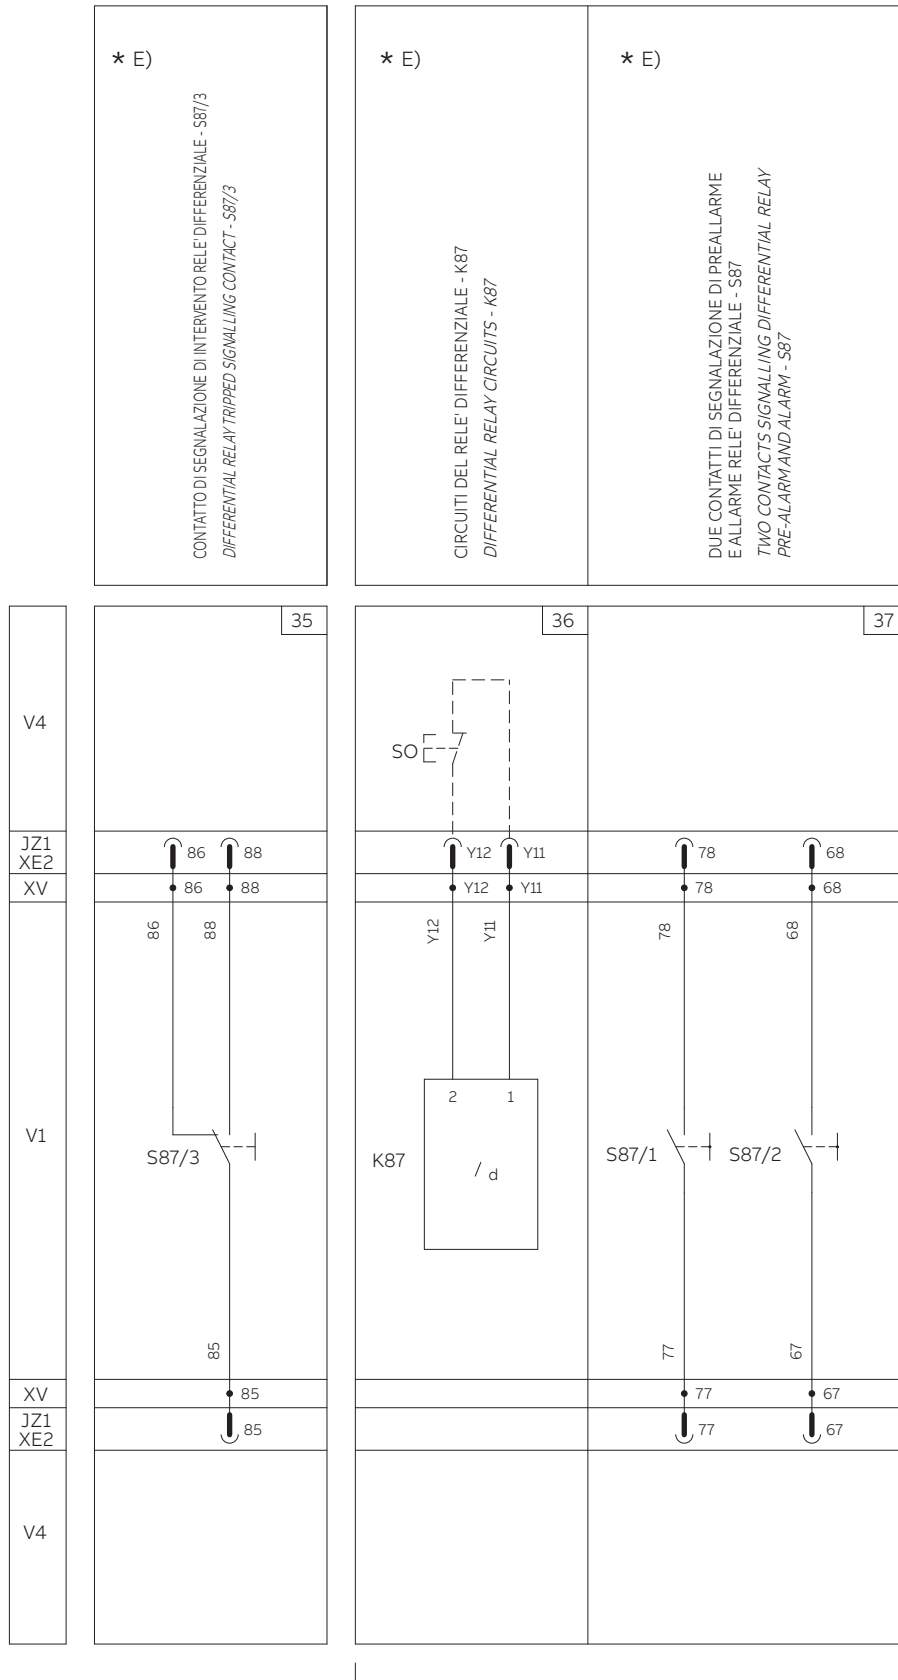 * E)
CONTATTO DI SEGNALAZIONE DI INTERVENTO RELE' DIFFERENZIALE - S87/3
DIFFERENTIAL RELAY TRIPPED SIGNALLING CONTACT - S87/3
* E)
CIRCUITI DEL RELE' DIFFERENZIALE - K87
DIFFERENTIAL RELAY CIRCUITS - K87
* E)
DUE CONTATTI DI SEGNALAZIONE DI PREALLARME
E ALLARME RELE' DIFFERENZIALE - S87
TWO CONTACTS SIGNALLING DIFFERENTIAL RELAY
PRE-ALARM AND ALARM - S87
35
36
37
V4
SO
JZ1
XE2
86
88
Y12
Y11
78
68
XV
86
88
Y12
Y11
78
68
86
88
Y12
Y11
78
68
2
1
V1
S87/3
K87
/ d
S87/1
S87/2
85
77
67
XV
85
77
67
JZ1
XE2
85
77
67
V4